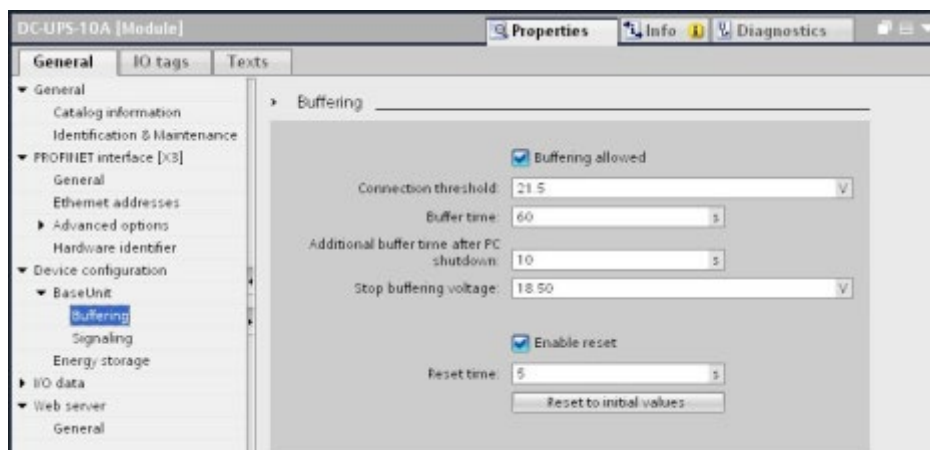 DC-UPS-10A [Module]
Properties
Info
Diagnostics
General
IO tags
Texts
General
Catalog information
Identification & Maintenance
PROFINET interface [X3]
General
Ethernet addresses
Advanced options
Hardware identifier
Device configuration
BaseUnit
Buffering
Signaling
Energy storage
I/O data
Web server
General
Buffering
Buffering allowed
Connection threshold: 21.5 V
Buffer time: 60 s
Additional buffer time after PC
shutdown: 10 s
Stop buffering voltage: 18.50 V
Enable reset
Reset time: 5 s
Reset to initial values